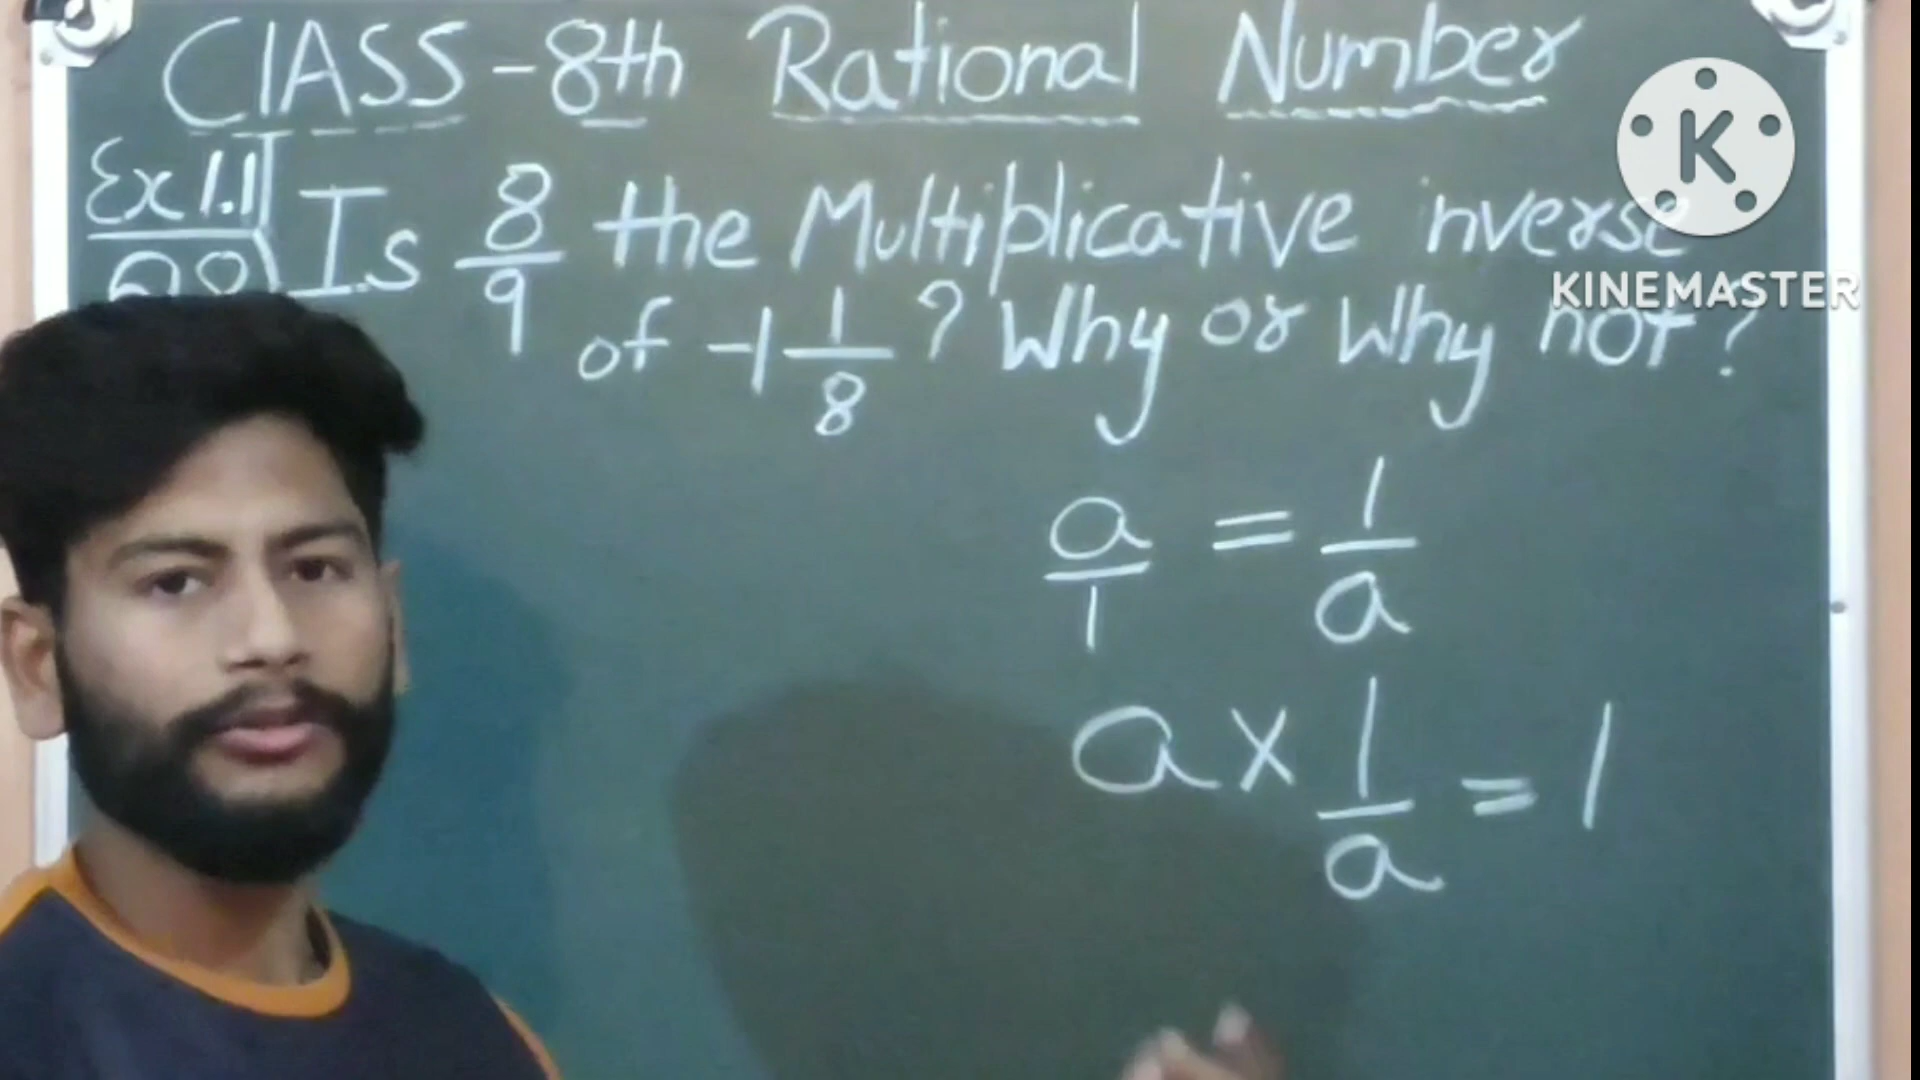 CLASS-8th Rational Number
Ex 1.1 Is 8/9 the Multiplicative inverse
of -1 1/8? Why or Why not?
a/1 = 1/a
a × 1/a = 1
K
KINEMASTER